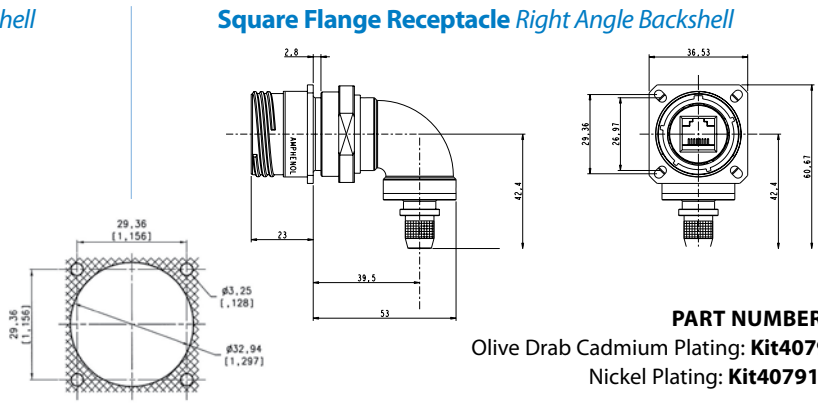 Square Flange Receptacle Right Angle Backshell
2,8
AMPHENOL
23
39,5
53
42,4
36,53
29,36
26,97
42,4
60,67
29,36
[1,156]
29,36
[1,156]
ø3,25
[,128]
ø32,94
[1,297]
PART NUMBER
Olive Drab Cadmium Plating: Kit4079
Nickel Plating: Kit40791